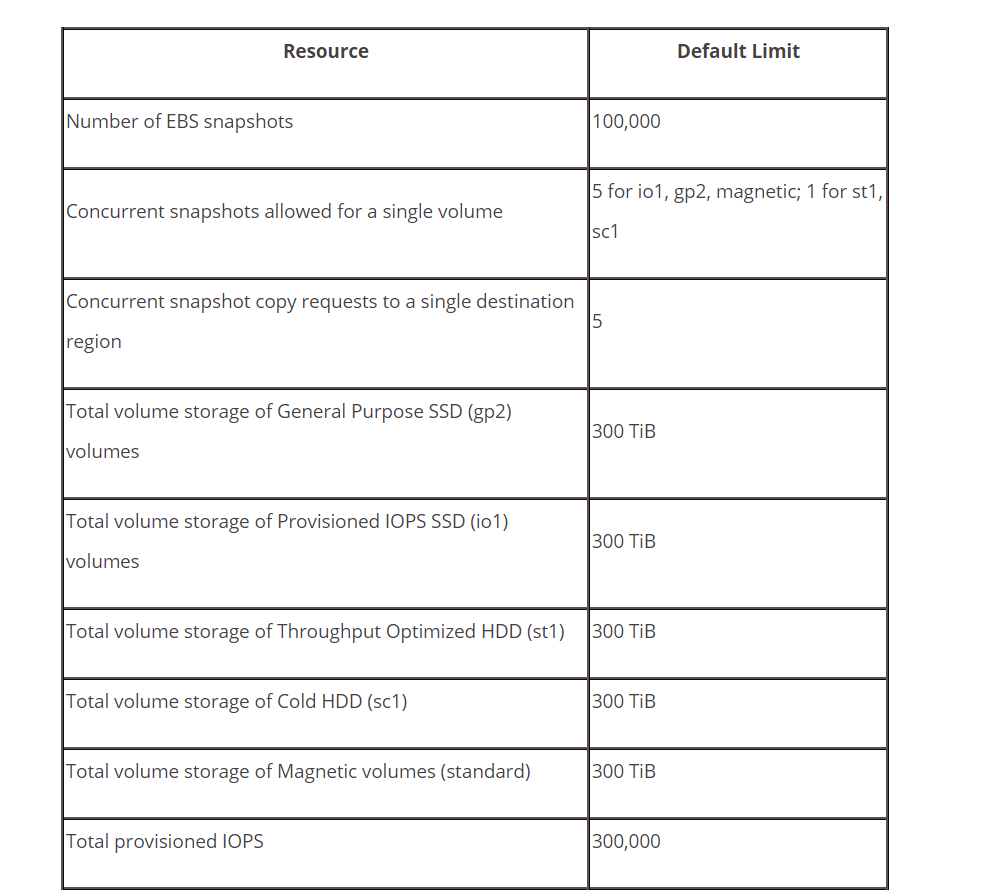 Resource
Default Limit
Number of EBS snapshots
100,000
Concurrent snapshots allowed for a single volume
5 for io1, gp2, magnetic; 1 for st1,
sc1
Concurrent snapshot copy requests to a single destination
region
5
Total volume storage of General Purpose SSD (gp2)
volumes
300 TiB
Total volume storage of Provisioned IOPS SSD (io1)
volumes
300 TiB
Total volume storage of Throughput Optimized HDD (st1)
300 TiB
Total volume storage of Cold HDD (sc1)
300 TiB
Total volume storage of Magnetic volumes (standard)
300 TiB
Total provisioned IOPS
300,000